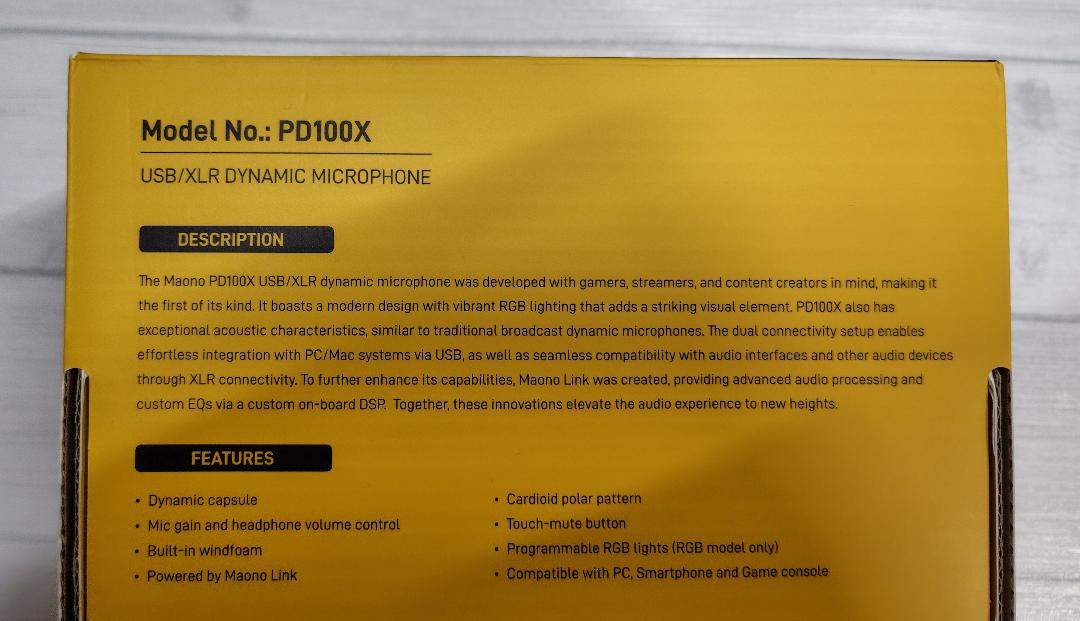 Model No.: PD100X
USB/XLR DYNAMIC MICROPHONE
DESCRIPTION
The Maono PD100X USB/XLR dynamic microphone was developed with gamers, streamers, and content creators in mind, making it
the first of its kind. It boasts a modern design with vibrant RGB lighting that adds a striking visual element. PD100X also has
exceptional acoustic characteristics, similar to traditional broadcast dynamic microphones. The dual connectivity setup enables
effortless integration with PC/Mac systems via USB, as well as seamless compatibility with audio interfaces and other audio devices
through XLR connectivity. To further enhance its capabilities, Maono Link was created, providing advanced audio processing and
custom EQs via a custom on-board DSP. Together, these innovations elevate the audio experience to new heights.
FEATURES
• Dynamic capsule
• Mic gain and headphone volume control
• Built-in windfoam
• Powered by Maono Link
• Cardioid polar pattern
• Touch-mute button
• Programmable RGB lights (RGB model only)
• Compatible with PC, Smartphone and Game console